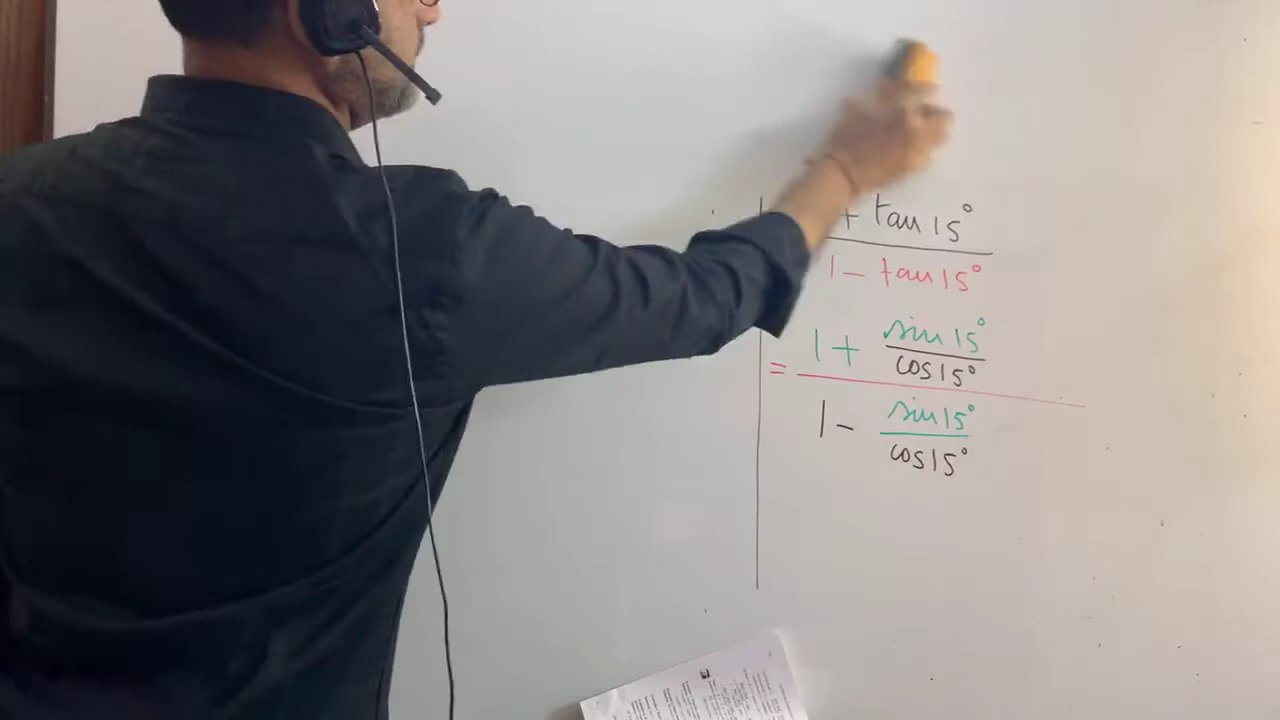 + tan 15°
1 - tan 15°
1 + sin 15°
cos 15°
=
1 - sin 15°
cos 15°